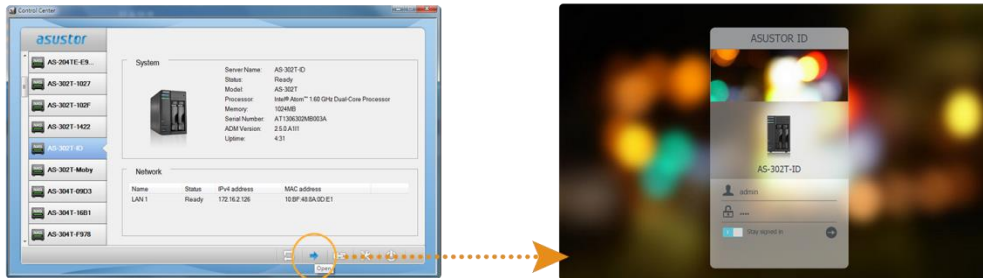 Control Center
asustor
AS-204TE-E9...
AS-302T-1027
AS-302T-102F
AS-302T-1422
AS-302T-ID
AS-302T-Moby
AS-304T-09D3
AS-304T-16B1
AS-304T-F978
System
Server Name: AS-302T-ID
Status: Ready
Model: AS-302T
Processor: Intel® Atom™ 1.60 GHz Dual-Core Processor
Memory: 1024MB
Serial Number: AT1306302MB003A
ADM Version: 2.5.0.A1I1
Uptime: 4:31
Network
Name Status IPv4 address MAC address
LAN 1 Ready 172.16.2.126 10:BF:48:8A:0D:E1
Open
ASUSTOR ID
AS-302T-ID
admin
Stay signed in